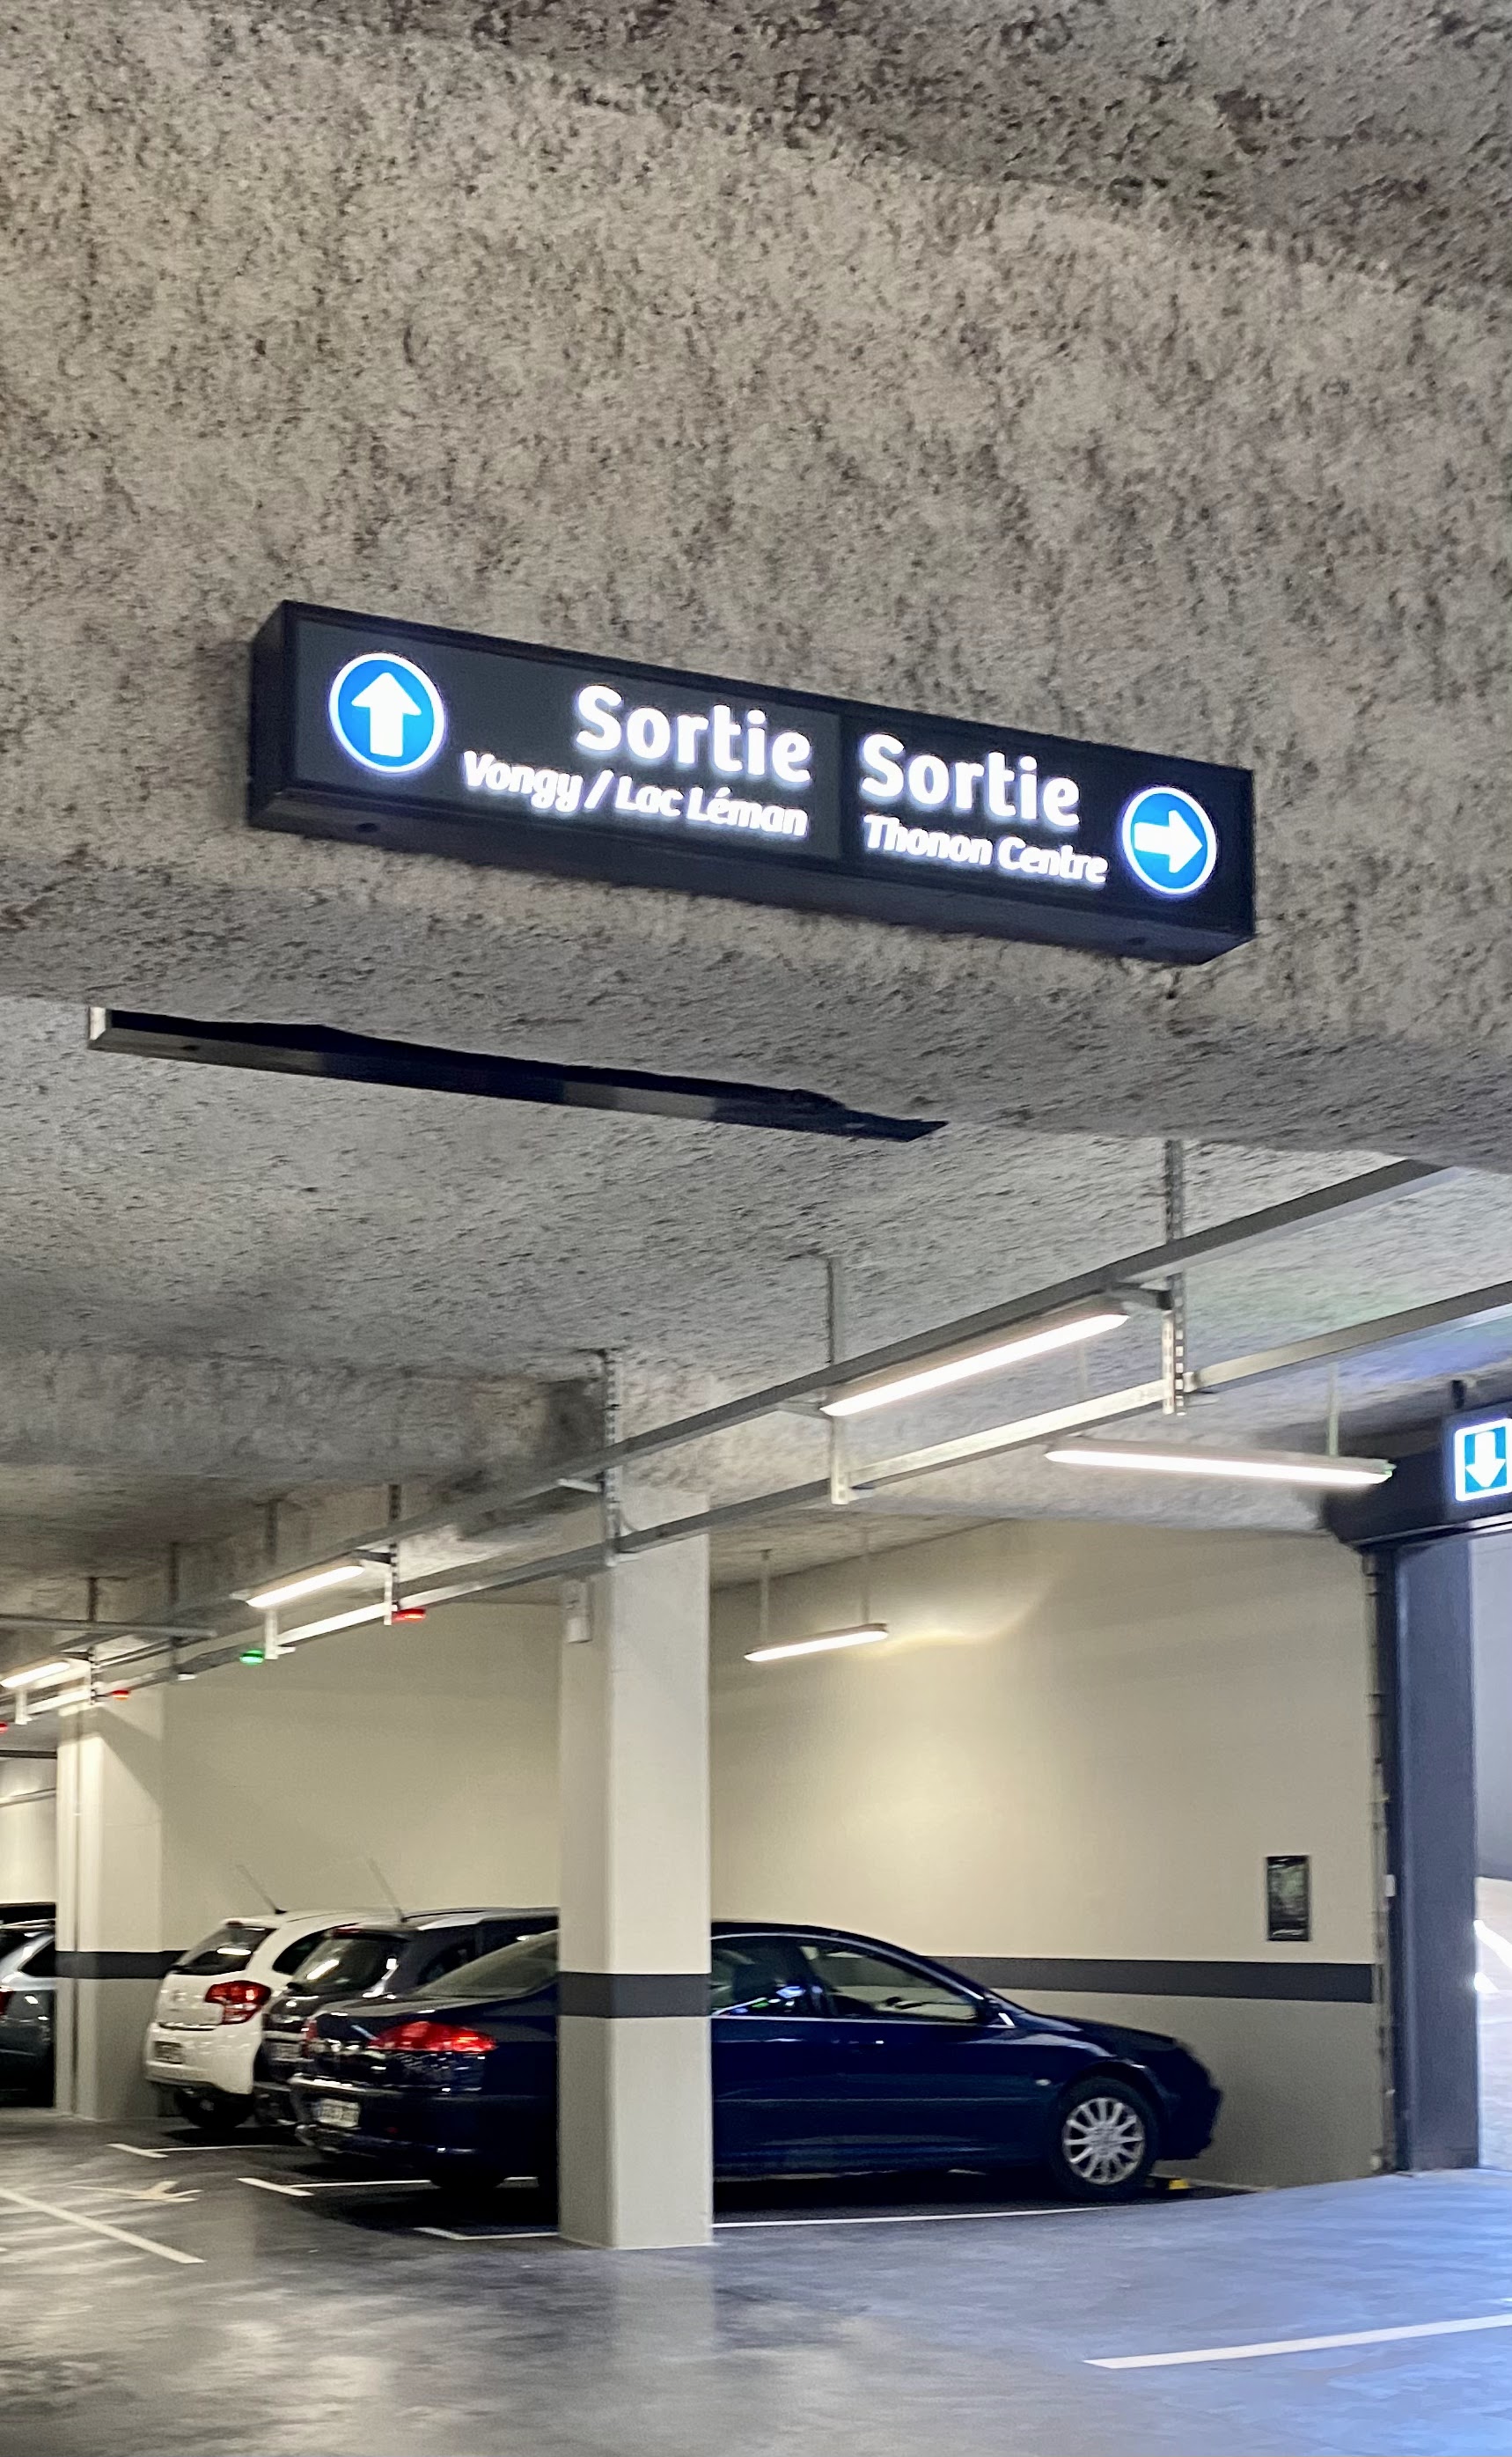 Sortie
Vongy / Lac Léman
Sortie
Thonon Centre